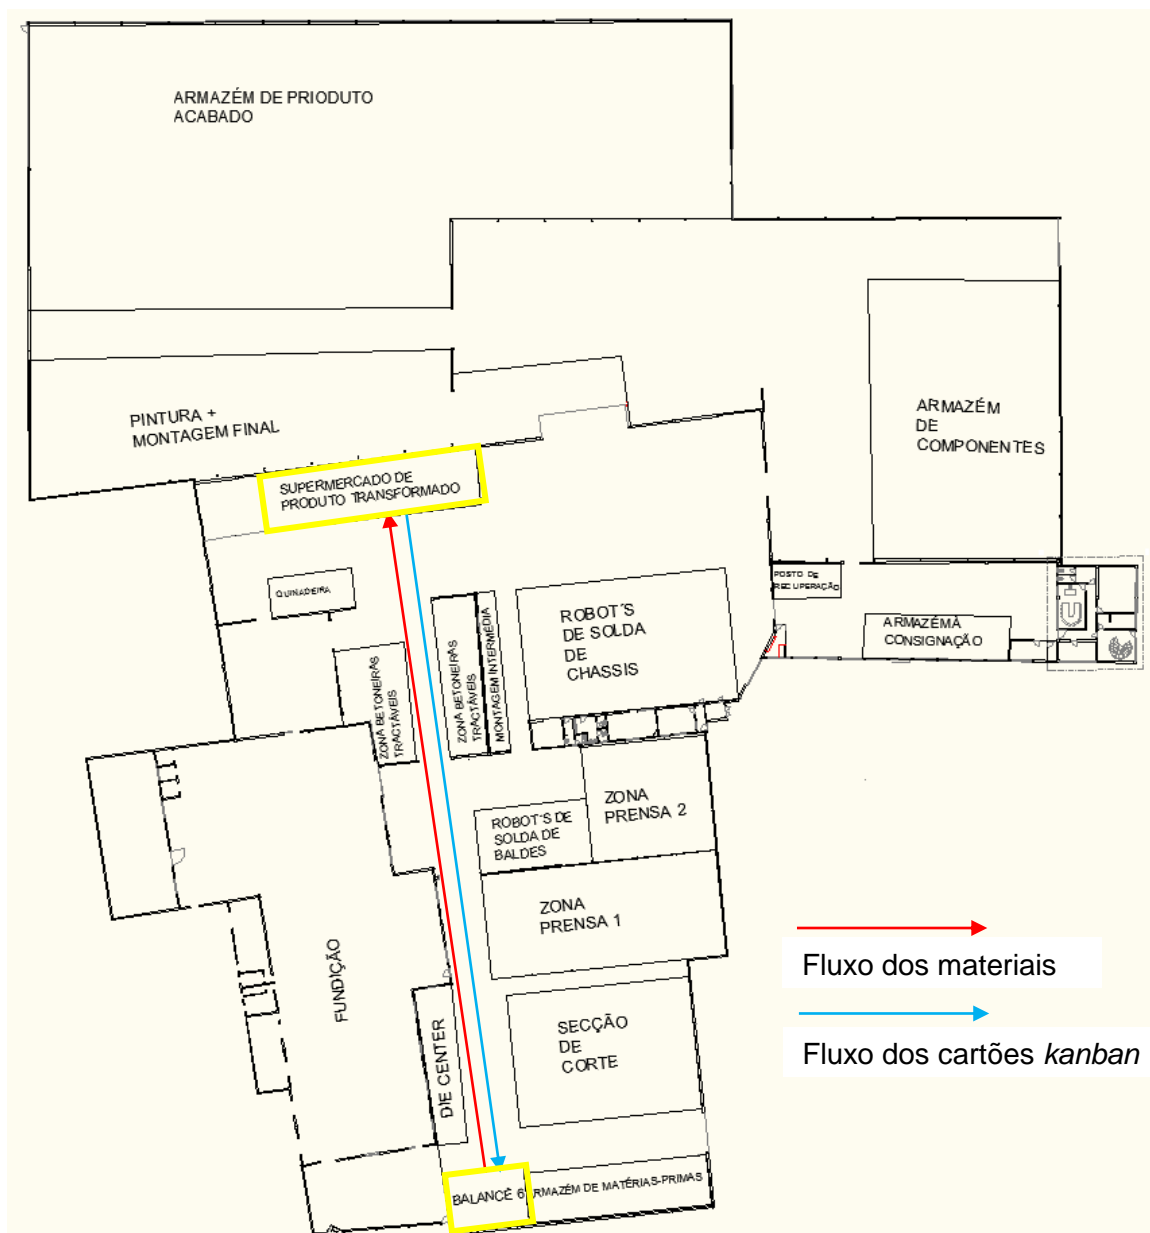 ARMAZÉM DE PRIODUTO
ACABADO
PINTURA +
MONTAGEM FINAL
ARMAZÉM
DE
COMPONENTES
SUPERMERCADO DE
PRODUTO TRANSFORMADO
QUINADEIRA
POSTO DE
RECUPERAÇÃO
ROBOT´S
DE SOLDA
DE
CHASSIS
ARMAZÉMÀ
CONSIGNAÇÃO
ZONA BETONEIRAS
TRACTÁVEIS
ZONA BETONEIRAS
TRACTÁVEIS
MONTAGEM INTERMÉDIA
ZONA
PRENSA 2
ROBOT´S DE
SOLDA DE
BALDES
ZONA
PRENSA 1
FUNDIÇÃO
Fluxo dos materiais
SECÇÃO
DE
CORTE
Fluxo dos cartões kanban
DIE CENTER
BALANCÉ 6
RMAZÉM DE MATÉRIAS-PRIMAS